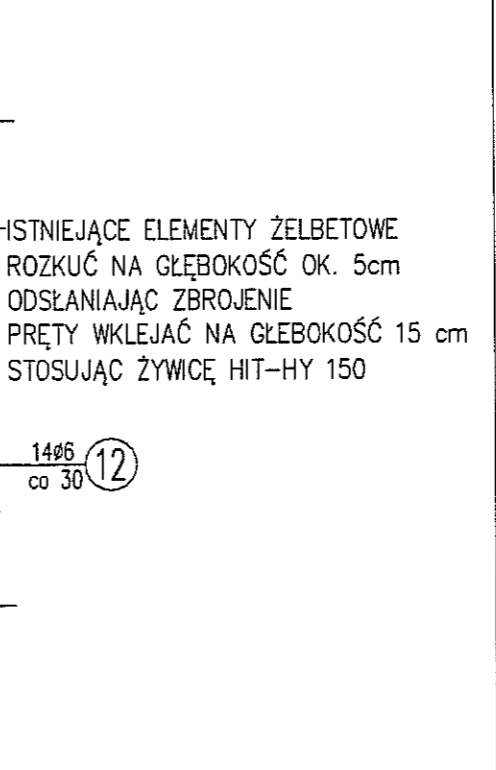 ISTNIEJĄCE ELEMENTY ŻELBETOWE
ROZKUĆ NA GŁĘBOKOŚĆ OK. 5cm
ODSŁANIAJĄC ZBROJENIE
PRĘTY WKLEJAĆ NA GŁEBOKOŚĆ 15 cm
STOSUJĄC ŻYWICĘ HIT-HY 150
14ø6
co 30
12